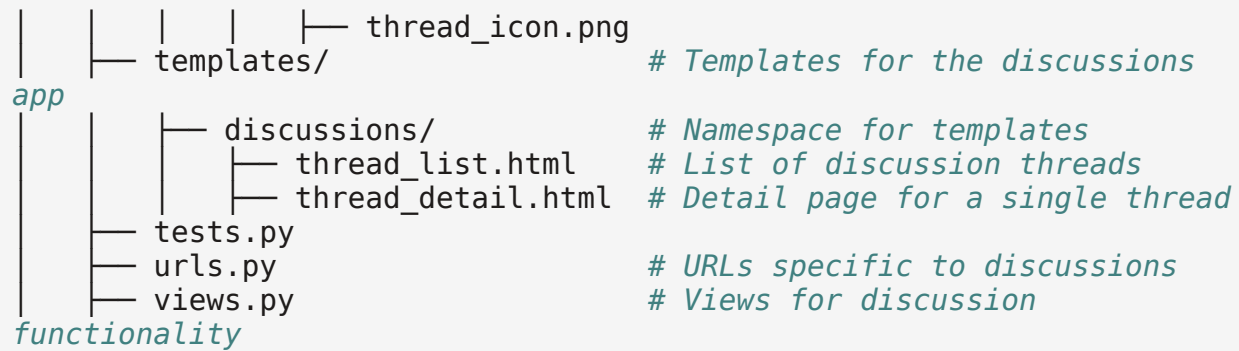 │   │   │   │   ├── thread_icon.png
│   ├── templates/                   # Templates for the discussions
app
│   │   ├── discussions/             # Namespace for templates
│   │   │   ├── thread_list.html     # List of discussion threads
│   │   │   ├── thread_detail.html   # Detail page for a single thread
│   ├── tests.py
│   ├── urls.py                      # URLs specific to discussions
│   ├── views.py                     # Views for discussion
functionality